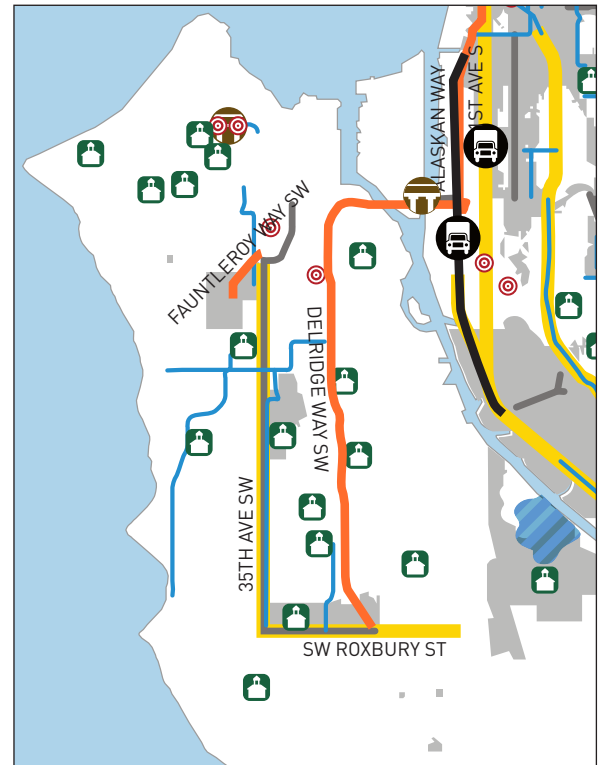 ALASKAN WAY
1ST AVE S
FAUNTLEROY WAY SW
DELRIDGE WAY SW
35TH AVE SW
SW ROXBURY ST